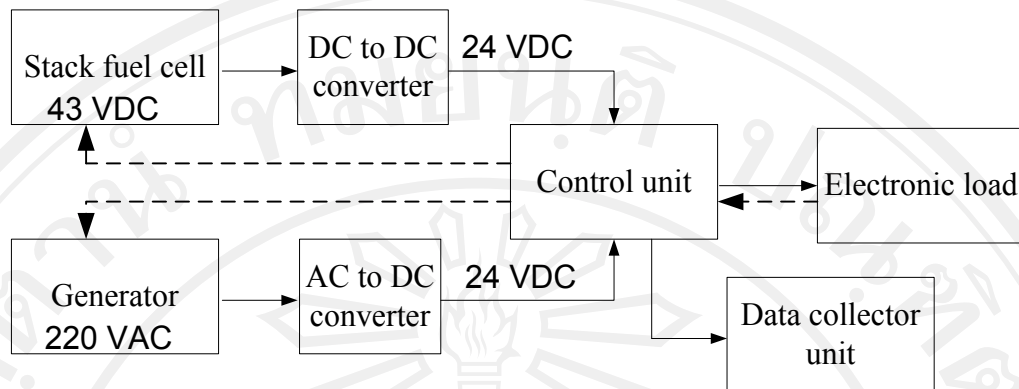 Stack fuel cell
43 VDC
DC to DC
converter
24 VDC
Control unit
Electronic load
Generator
220 VAC
AC to DC
converter
24 VDC
Data collector
unit